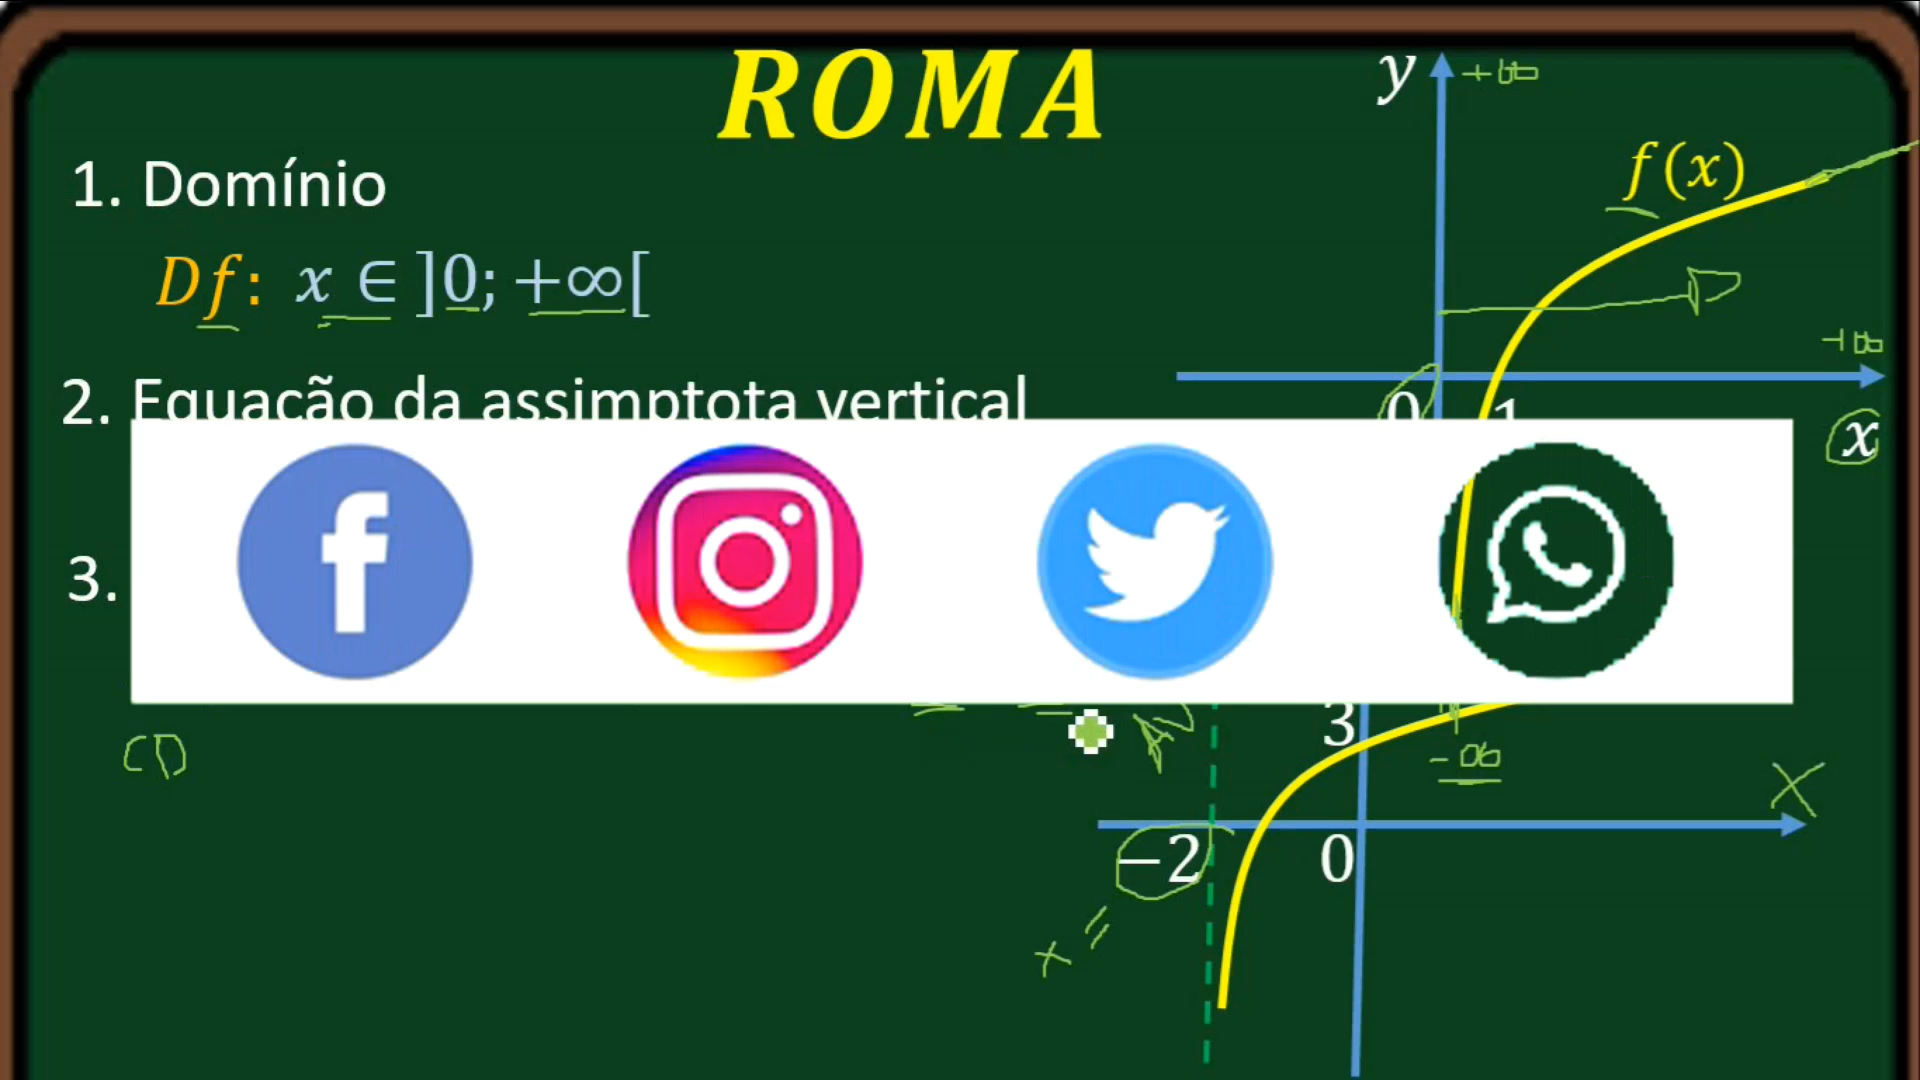 ROMA
y
+∞
1. Domínio
f(x)
Df: x ∈ ]0; +∞[
+∞
2. Equação da assimptota vertical
0
1
x
3.
f
3
-∞
x
-2
0
x =